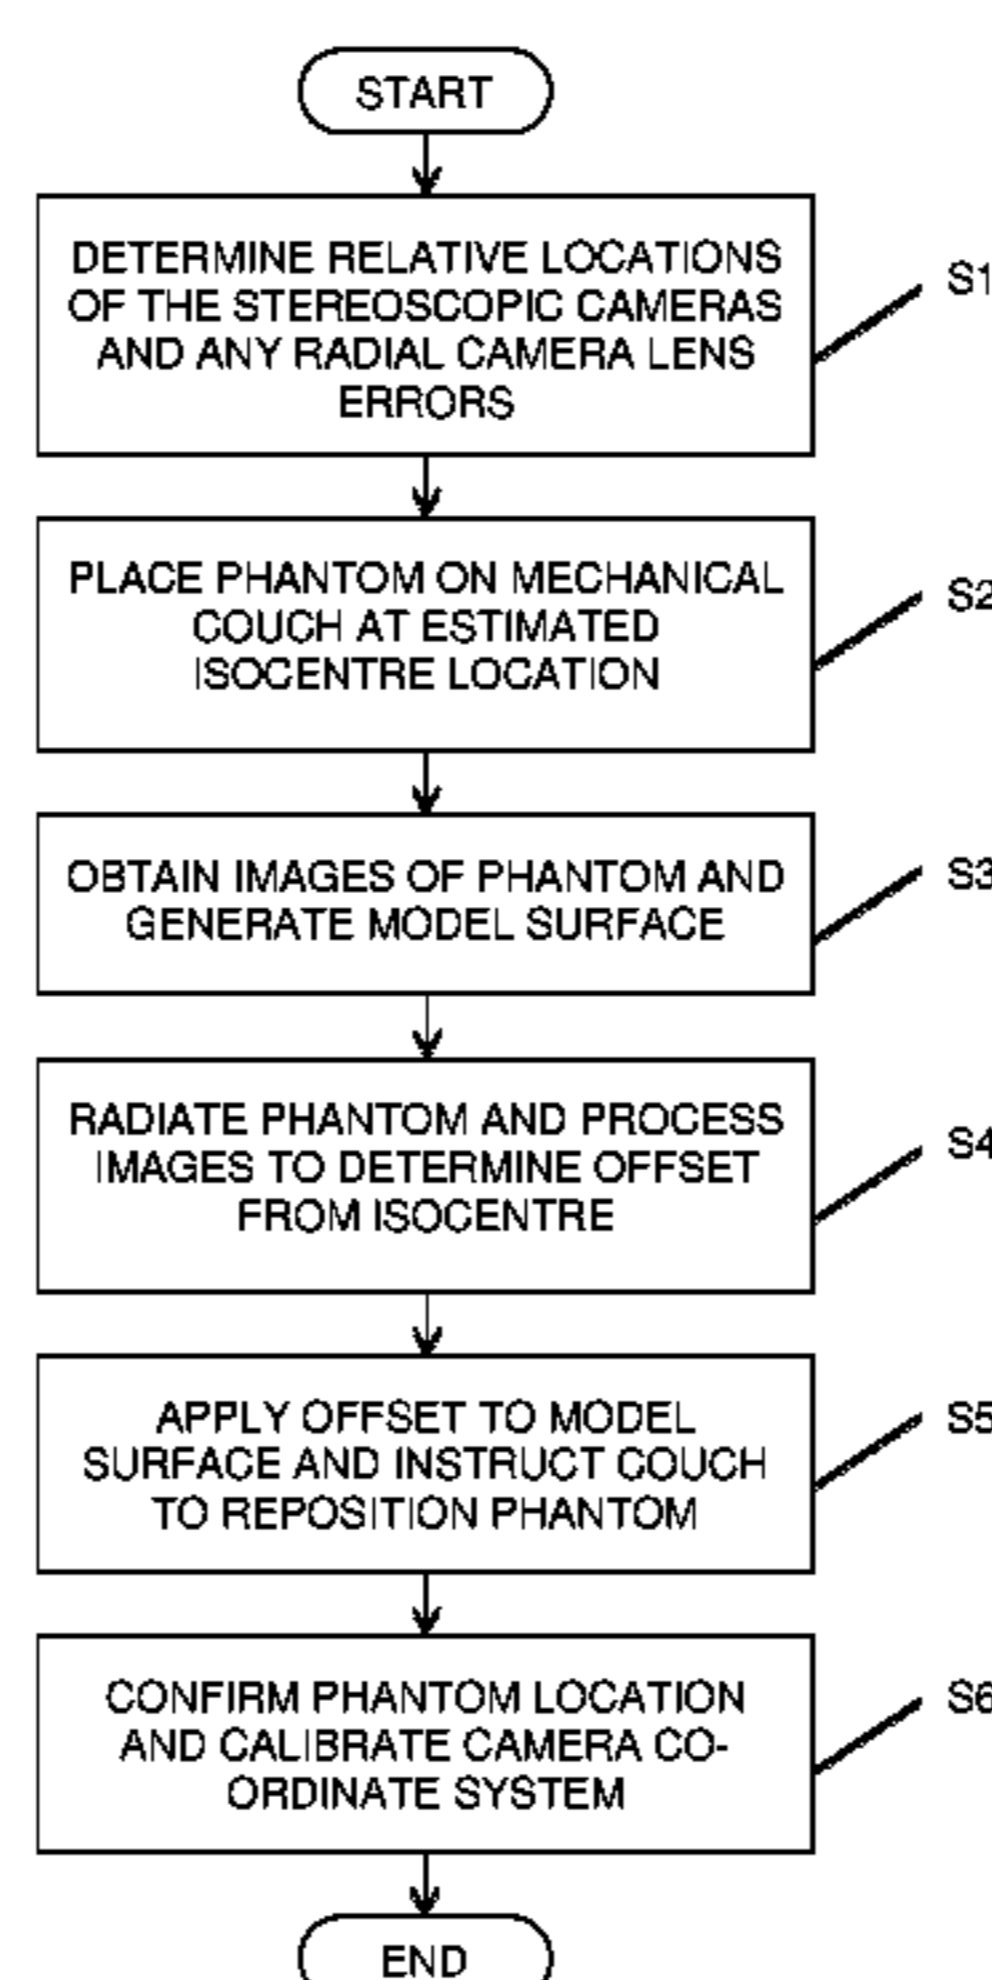 START
DETERMINE RELATIVE LOCATIONS
OF THE STEREOSCOPIC CAMERAS
AND ANY RADIAL CAMERA LENS
ERRORS
S1
PLACE PHANTOM ON MECHANICAL
COUCH AT ESTIMATED
ISOCENTRE LOCATION
S2
OBTAIN IMAGES OF PHANTOM AND
GENERATE MODEL SURFACE
S3
RADIATE PHANTOM AND PROCESS
IMAGES TO DETERMINE OFFSET
FROM ISOCENTRE
S4
APPLY OFFSET TO MODEL
SURFACE AND INSTRUCT COUCH
TO REPOSITION PHANTOM
S5
CONFIRM PHANTOM LOCATION
AND CALIBRATE CAMERA CO-
ORDINATE SYSTEM
S6
END